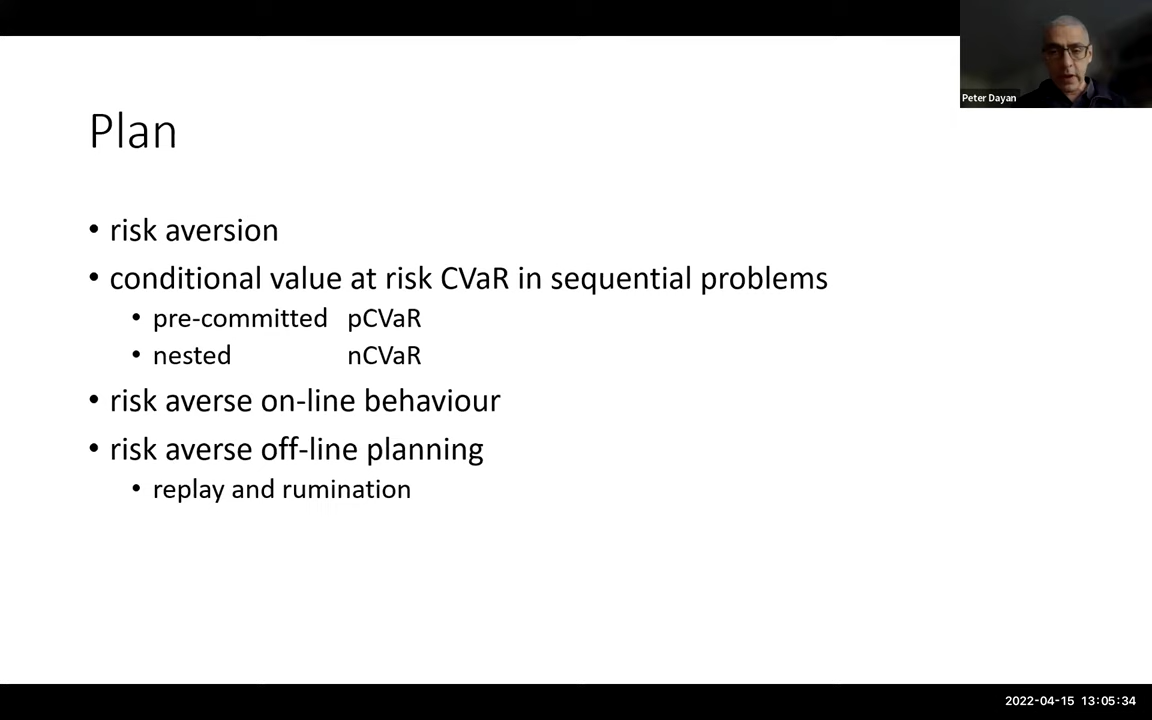 Peter Dayan
Plan
• risk aversion
• conditional value at risk CVaR in sequential problems
• pre-committed pCVaR
• nested nCVaR
• risk averse on-line behaviour
• risk averse off-line planning
• replay and rumination
2022-04-15 13:05:34